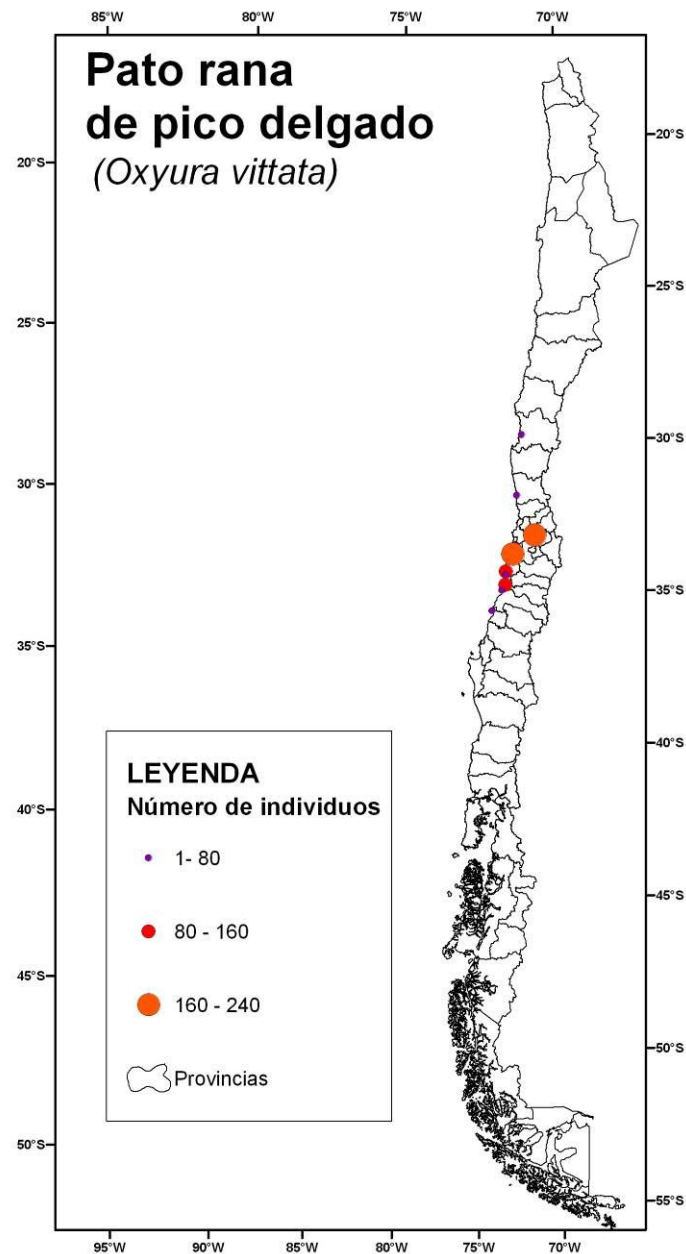 85°W 80°W 75°W 70°W
Pato rana
de pico delgado
(Oxyura vittata)
20°S
20°S
25°S
25°S
30°S
30°S
35°S
35°S
40°S
40°S
45°S
45°S
50°S
50°S
55°S
LEYENDA
Número de individuos
1- 80
80 - 160
160 - 240
Provincias
95°W 90°W 85°W 80°W 75°W 70°W